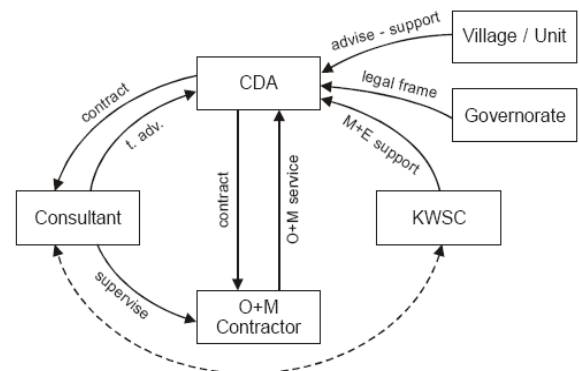 advise - support
Village / Unit
CDA
legal frame
Governorate
contract
t. adv.
M+E support
contract
O+M service
Consultant
KWSC
supervise
O+M
Contractor